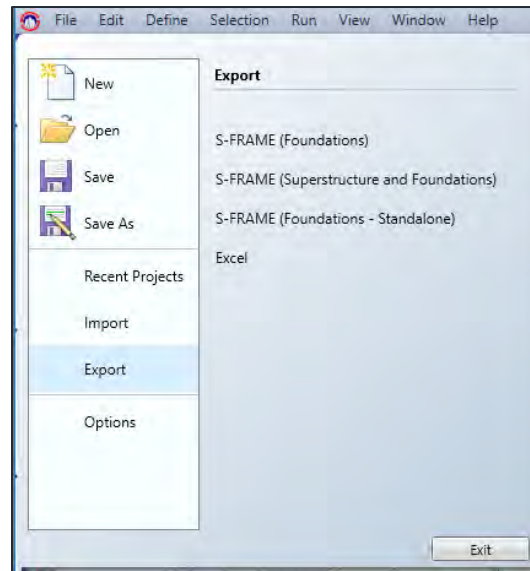 File Edit Define Selection Run View Window Help
New
Open
Save
Save As
Recent Projects
Import
Export
Options
Export
S-FRAME (Foundations)
S-FRAME (Superstructure and Foundations)
S-FRAME (Foundations - Standalone)
Excel
Exit